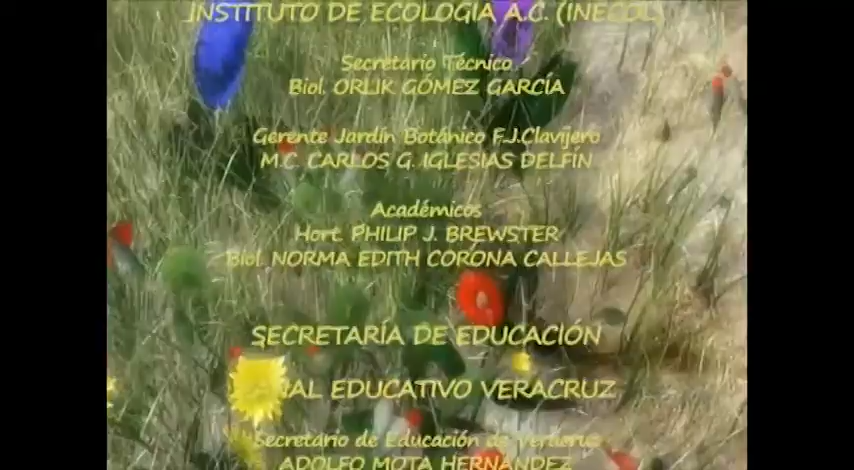 INSTITUTO DE ECOLOGÍA A.C. (INECOL)
Secretario Técnico
Biol. ORLIK GÓMEZ GARCÍA
Gerente Jardín Botánico F.J.Clavijero
M.C. CARLOS G. IGLESIAS DELFÍN
Académicos
Hort. PHILIP J. BREWSTER
Biol. NORMA EDITH CORONA CALLEJAS
SECRETARÍA DE EDUCACIÓN
EDUCATIVO VERACRUZ
Secretario de Educación de Veracruz
ADOLFO MOTA HERNÁNDEZ